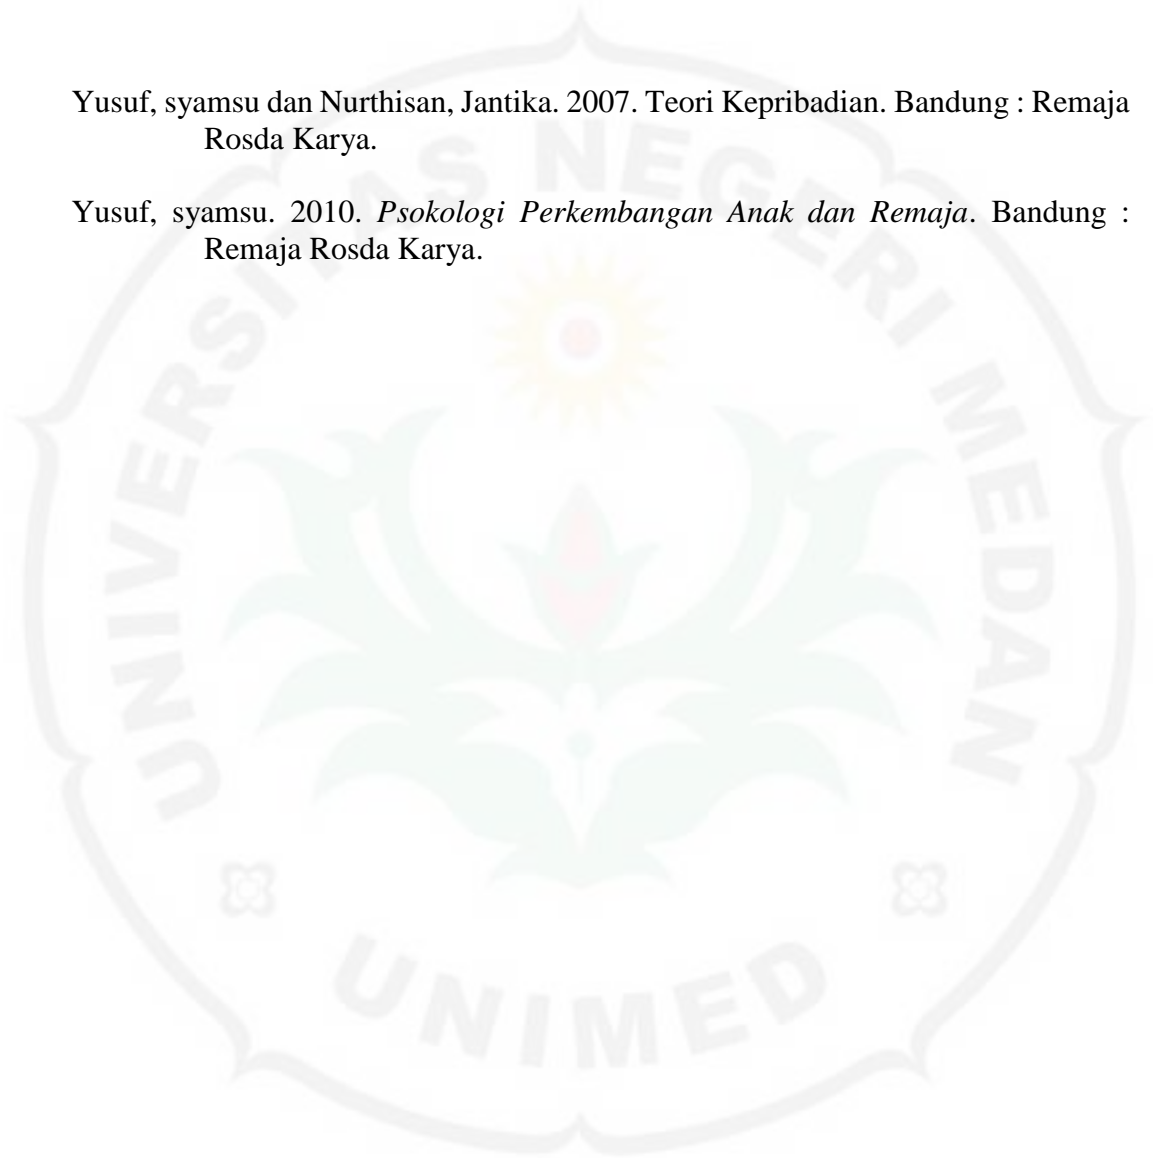 Yusuf, syamsu dan Nurthisan, Jantika. 2007. Teori Kepribadian. Bandung : Remaja
Rosda Karya.
Yusuf, syamsu. 2010. Psokologi Perkembangan Anak dan Remaja. Bandung :
Remaja Rosda Karya.
UNIVERSITAS NEGERI MEDAN
UNIMED